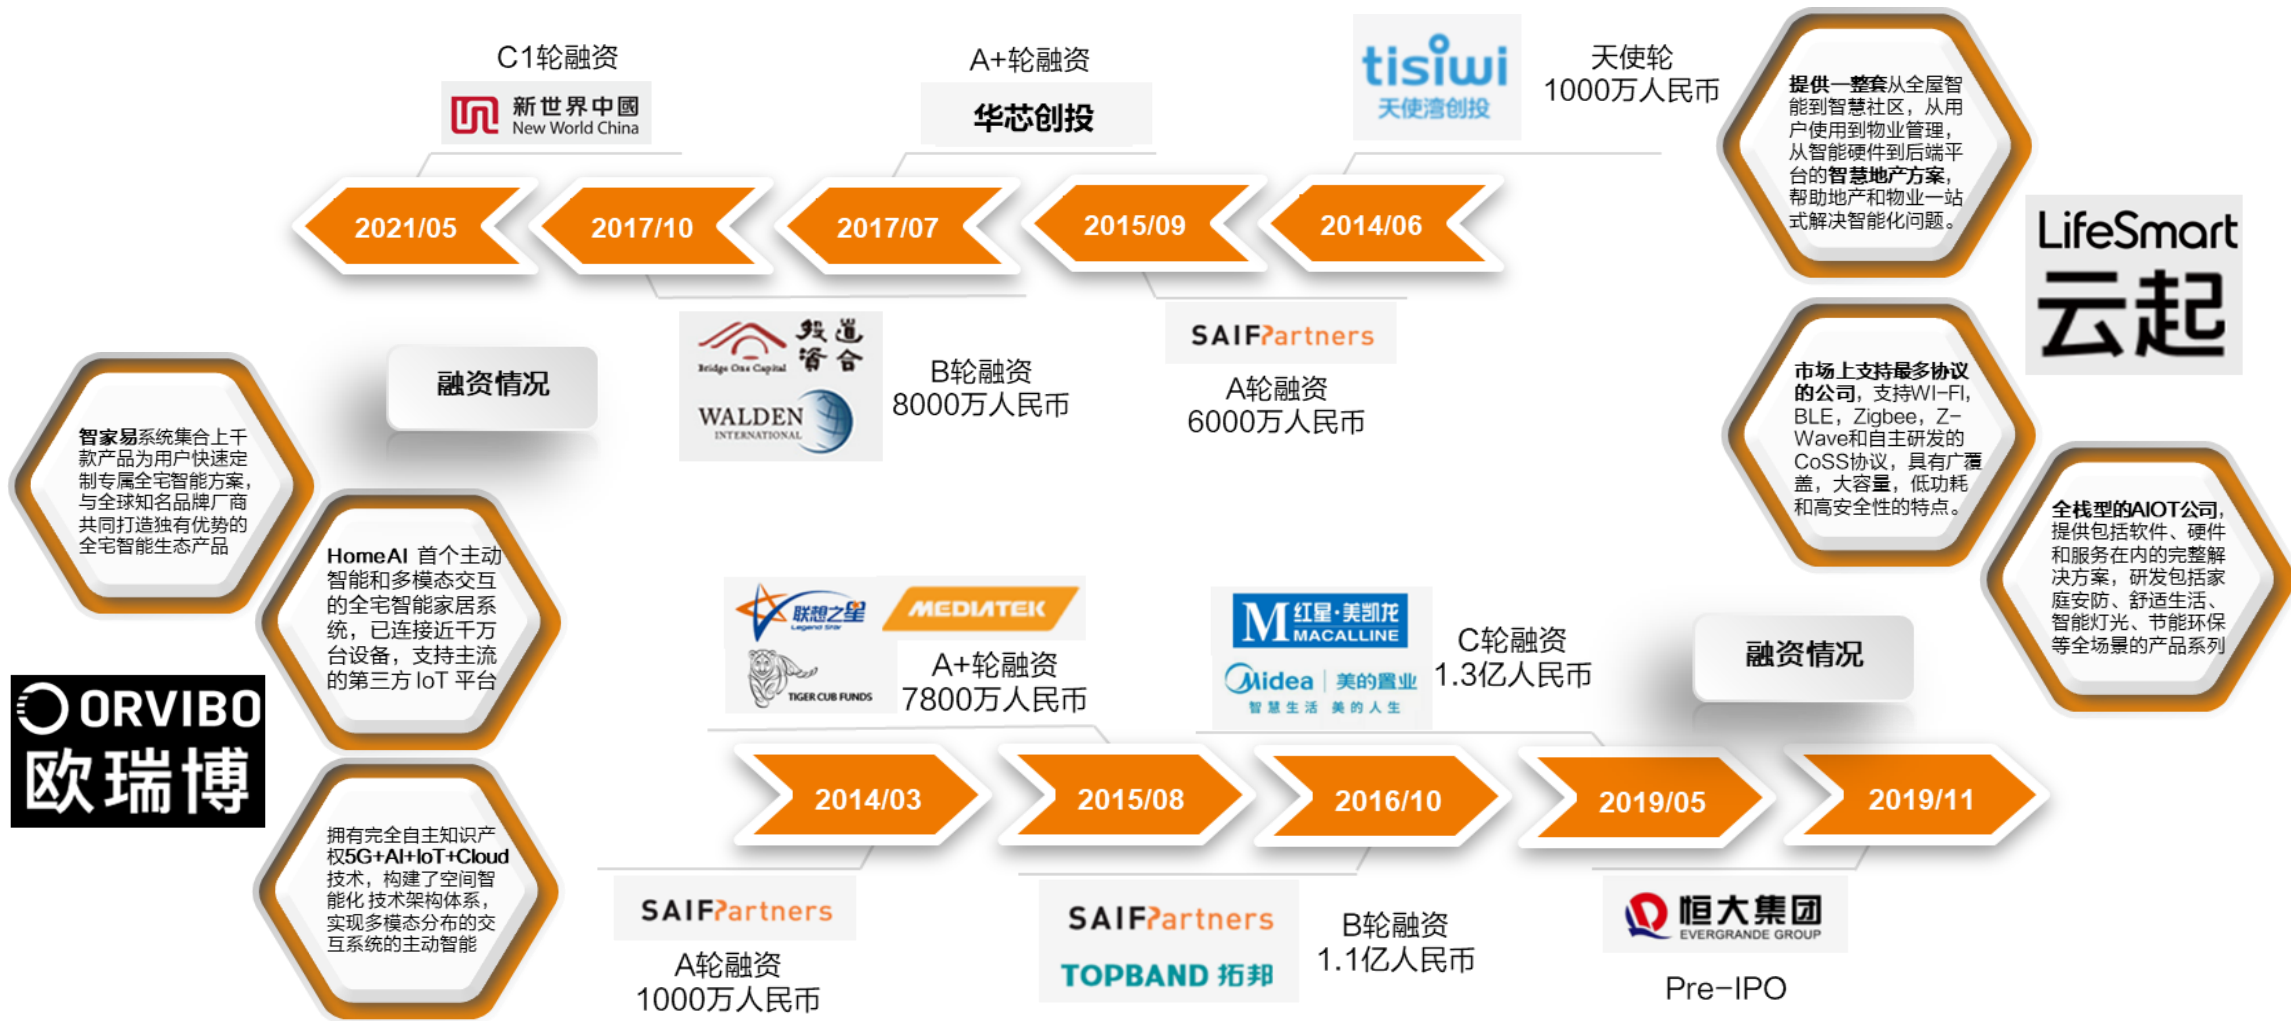 C1轮融资
新世界中國
New World China
A+轮融资
华芯创投
tisiwi
天使湾创投
天使轮
1000万人民币
2021/05
2017/10
2017/07
2015/09
2014/06
Bridge One Capital
投道
资合
WALDEN
INTERNATIONAL
B轮融资
8000万人民币
SAIFPartners
A轮融资
6000万人民币
提供一整套从全屋智
能到智慧社区，从用
户使用到物业管理，
从智能硬件到后端平
台的智慧地产方案，
帮助地产和物业一站
式解决智能化问题。
LifeSmart
云起
市场上支持最多协议
的公司，支持WI-FI,
BLE，Zigbee，Z-
Wave和自主研发的
CoSS协议，具有广覆
盖，大容量，低功耗
和高安全性的特点。
全栈型的AIOT公司，
提供包括软件、硬件
和服务在内的完整解
决方案，研发包括家
庭安防、舒适生活、
智能灯光、节能环保
等全场景的产品系列
融资情况
融资情况
智家易系统集合上千
款产品为用户快速定
制专属全宅智能方案，
与全球知名品牌厂商
共同打造独有优势的
全宅智能生态产品
HomeAI 首个主动
智能和多模态交互
的全宅智能家居系
统，已连接近千万
台设备，支持主流
的第三方 IoT 平台
ORVIBO
欧瑞博
拥有完全自主知识产
权5G+AI+IoT+Cloud
技术，构建了空间智
能化 技术架构体系，
实现多模态分布的交
互系统的主动智能
联想之星
Legend Star
MEDIATEK
TIGER CUB FUNDS
A+轮融资
7800万人民币
M 红星·美凯龙
MACALLINE
Midea 美的置业
智慧生活 美的人生
C轮融资
1.3亿人民币
2014/03
2015/08
2016/10
2019/05
2019/11
SAIFPartners
A轮融资
1000万人民币
SAIFPartners
TOPBAND 拓邦
B轮融资
1.1亿人民币
恒大集团
EVERGRANDE GROUP
Pre-IPO